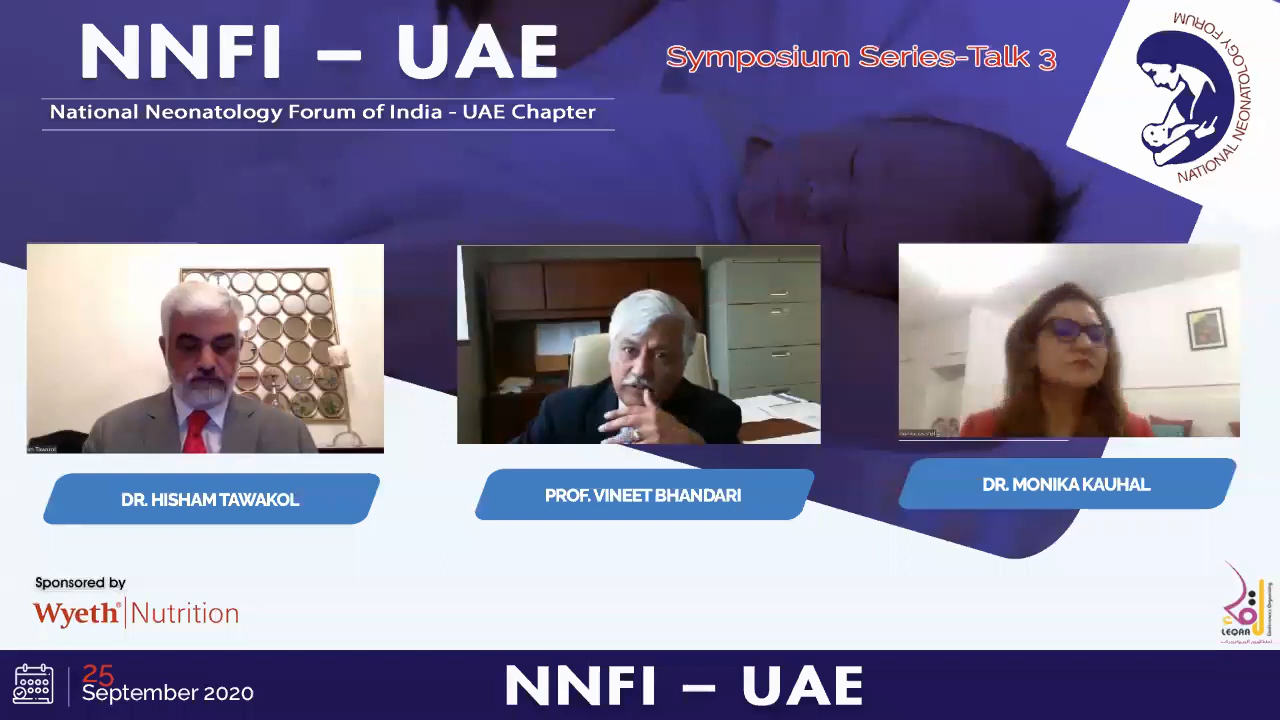 NNFI – UAE
Symposium Series-Talk 3
National Neonatology Forum of India - UAE Chapter
NATIONAL NEONATOLOGY FORUM
DR. HISHAM TAWAKOL
PROF. VINEET BHANDARI
DR. MONIKA KAUHAL
Sponsored by
Wyeth® Nutrition
LEQAA
25
September 2020
NNFI – UAE